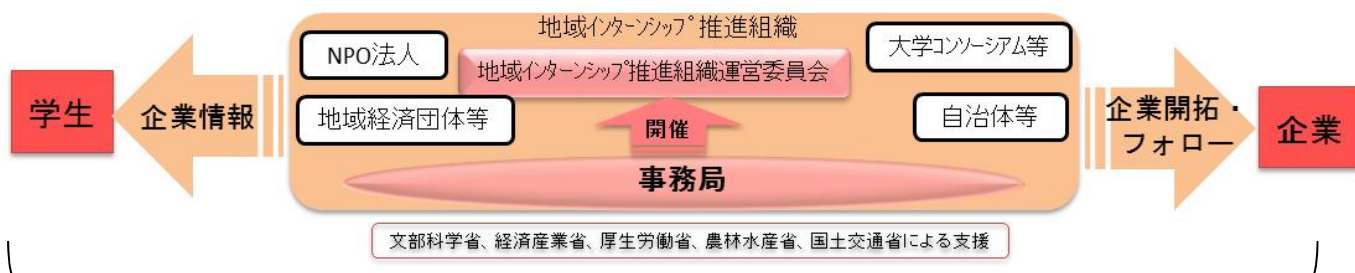 地域インターンシップ推進組織
NPO法人
大学コンソーシアム等
地域インターンシップ推進組織運営委員会
学生
企業情報
地域経済団体等
開催
自治体等
企業開拓・
フォロー
企業
事務局
文部科学省、経済産業省、厚生労働省、農林水産省、国土交通省による支援